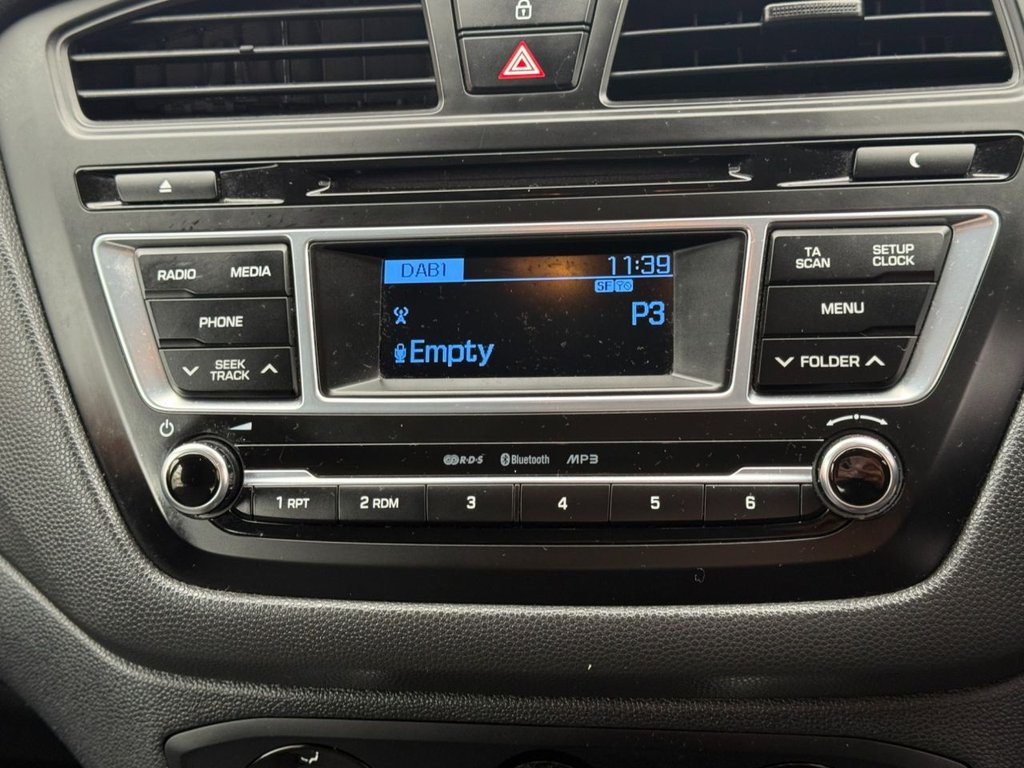 RADIO MEDIA
PHONE
SEEK
TRACK
DAB1 11:39
SF
P3
Empty
TA
SCAN
SETUP
CLOCK
MENU
FOLDER
R·D·S Bluetooth MP3
1 RPT 2 RDM 3 4 5 6